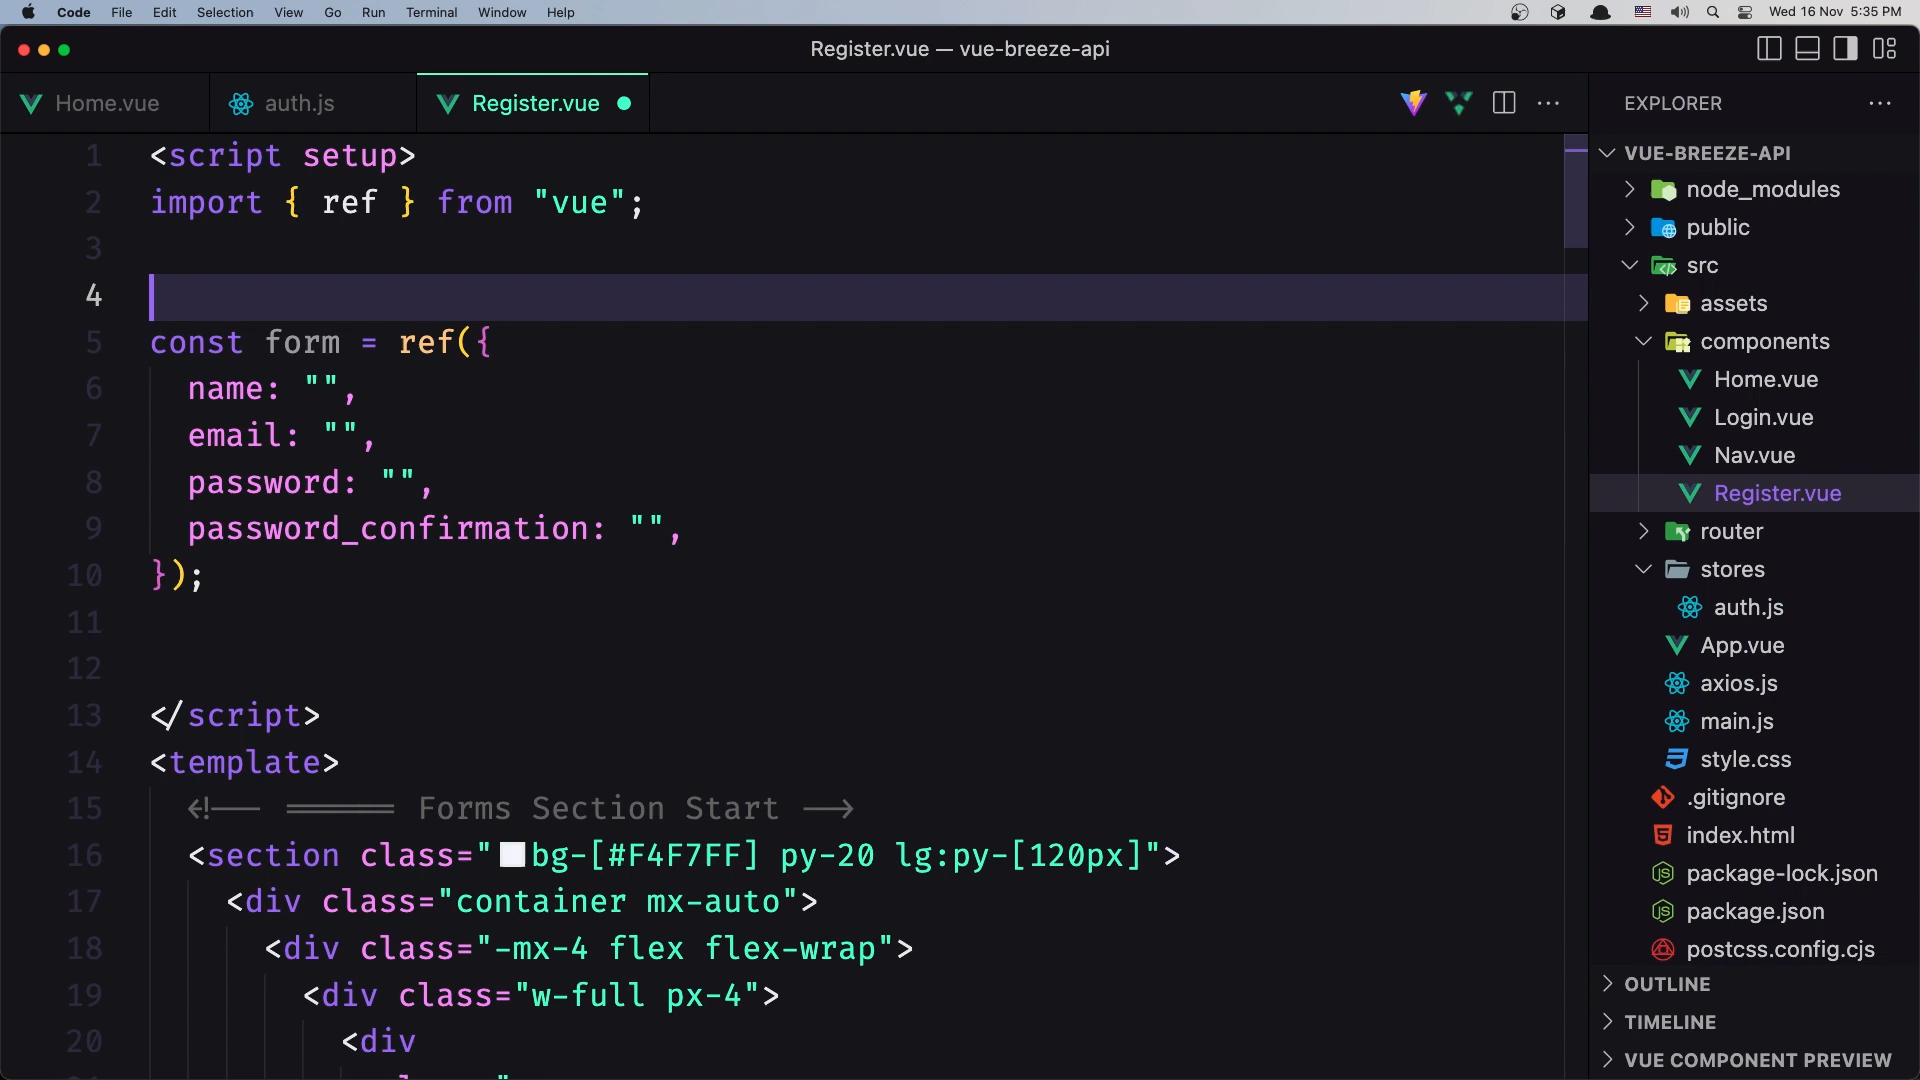 Code File Edit Selection View Go Run Terminal Window Help Wed 16 Nov 5:35 PM
Register.vue — vue-breeze-api
Home.vue auth.js Register.vue
1 <script setup>
2 import { ref } from "vue";
3
4
5 const form = ref({
6 name: "",
7 email: "",
8 password: "",
9 password_confirmation: "",
10 });
11
12
13 </script>
14 <template>
15 <!-- ====== Forms Section Start -->
16 <section class="bg-[#F4F7FF] py-20 lg:py-[120px]">
17 <div class="container mx-auto">
18 <div class="-mx-4 flex flex-wrap">
19 <div class="w-full px-4">
20 <div
EXPLORER
VUE-BREEZE-API
node_modules
public
src
assets
components
Home.vue
Login.vue
Nav.vue
Register.vue
router
stores
auth.js
App.vue
axios.js
main.js
style.css
.gitignore
index.html
package-lock.json
package.json
postcss.config.cjs
OUTLINE
TIMELINE
VUE COMPONENT PREVIEW